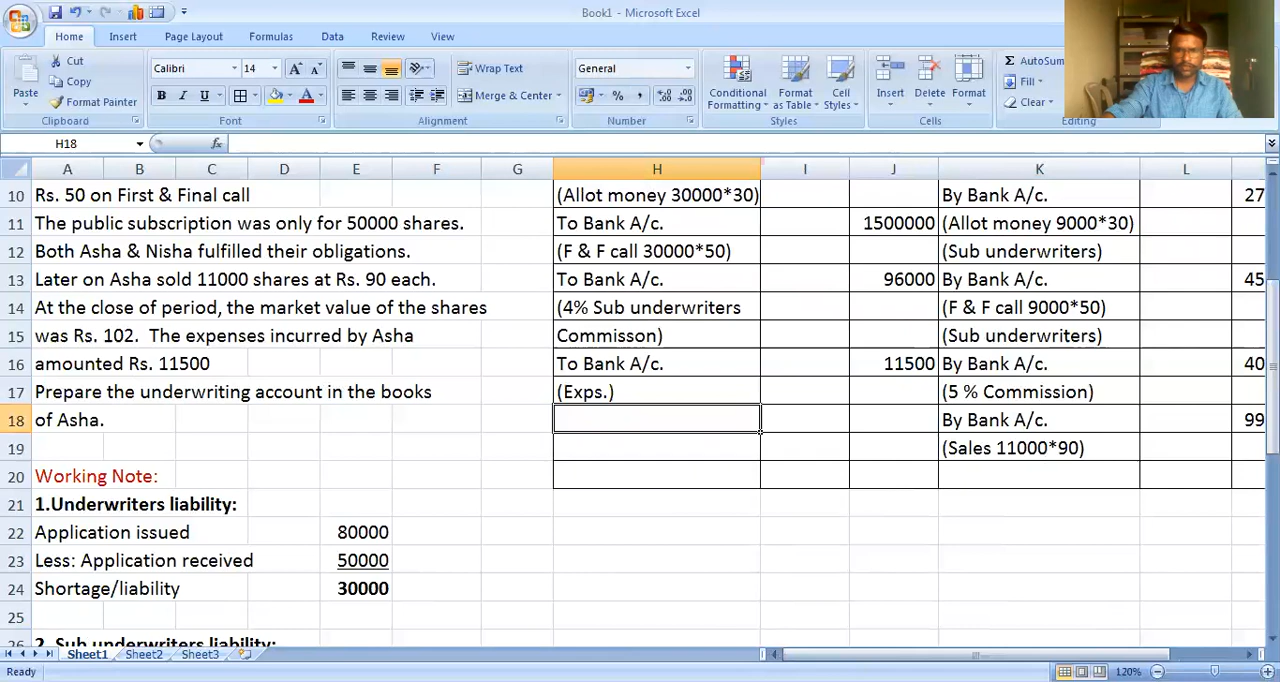 Book1 - Microsoft Excel
Home Insert Page Layout Formulas Data Review View
Cut
Copy
Format Painter
Paste
Clipboard
Calibri 14 A A
B I U A
Font
Wrap Text
Merge & Center
Alignment
General
% , .0 .00 .00 .0
Number
Conditional Formatting
Format as Table
Cell Styles
Styles
Insert Delete Format
Cells
Σ AutoSum
Fill
Clear
Editing
H18 fx
A B C D E F G H I J K L
10 Rs. 50 on First & Final call (Allot money 30000*30) By Bank A/c. 27
11 The public subscription was only for 50000 shares. To Bank A/c. 1500000 (Allot money 9000*30)
12 Both Asha & Nisha fulfilled their obligations. (F & F call 30000*50) (Sub underwriters)
13 Later on Asha sold 11000 shares at Rs. 90 each. To Bank A/c. 96000 By Bank A/c. 45
14 At the close of period, the market value of the shares (4% Sub underwriters (F & F call 9000*50)
15 was Rs. 102. The expenses incurred by Asha Commisson) (Sub underwriters)
16 amounted Rs. 11500 To Bank A/c. 11500 By Bank A/c. 40
17 Prepare the underwriting account in the books (Exps.) (5 % Commission)
18 of Asha. By Bank A/c. 99
19 (Sales 11000*90)
20 Working Note:
21 1.Underwriters liability:
22 Application issued 80000
23 Less: Application received 50000
24 Shortage/liability 30000
25
26 2. Sub underwriters liability:
Sheet1 Sheet2 Sheet3
Ready 120%